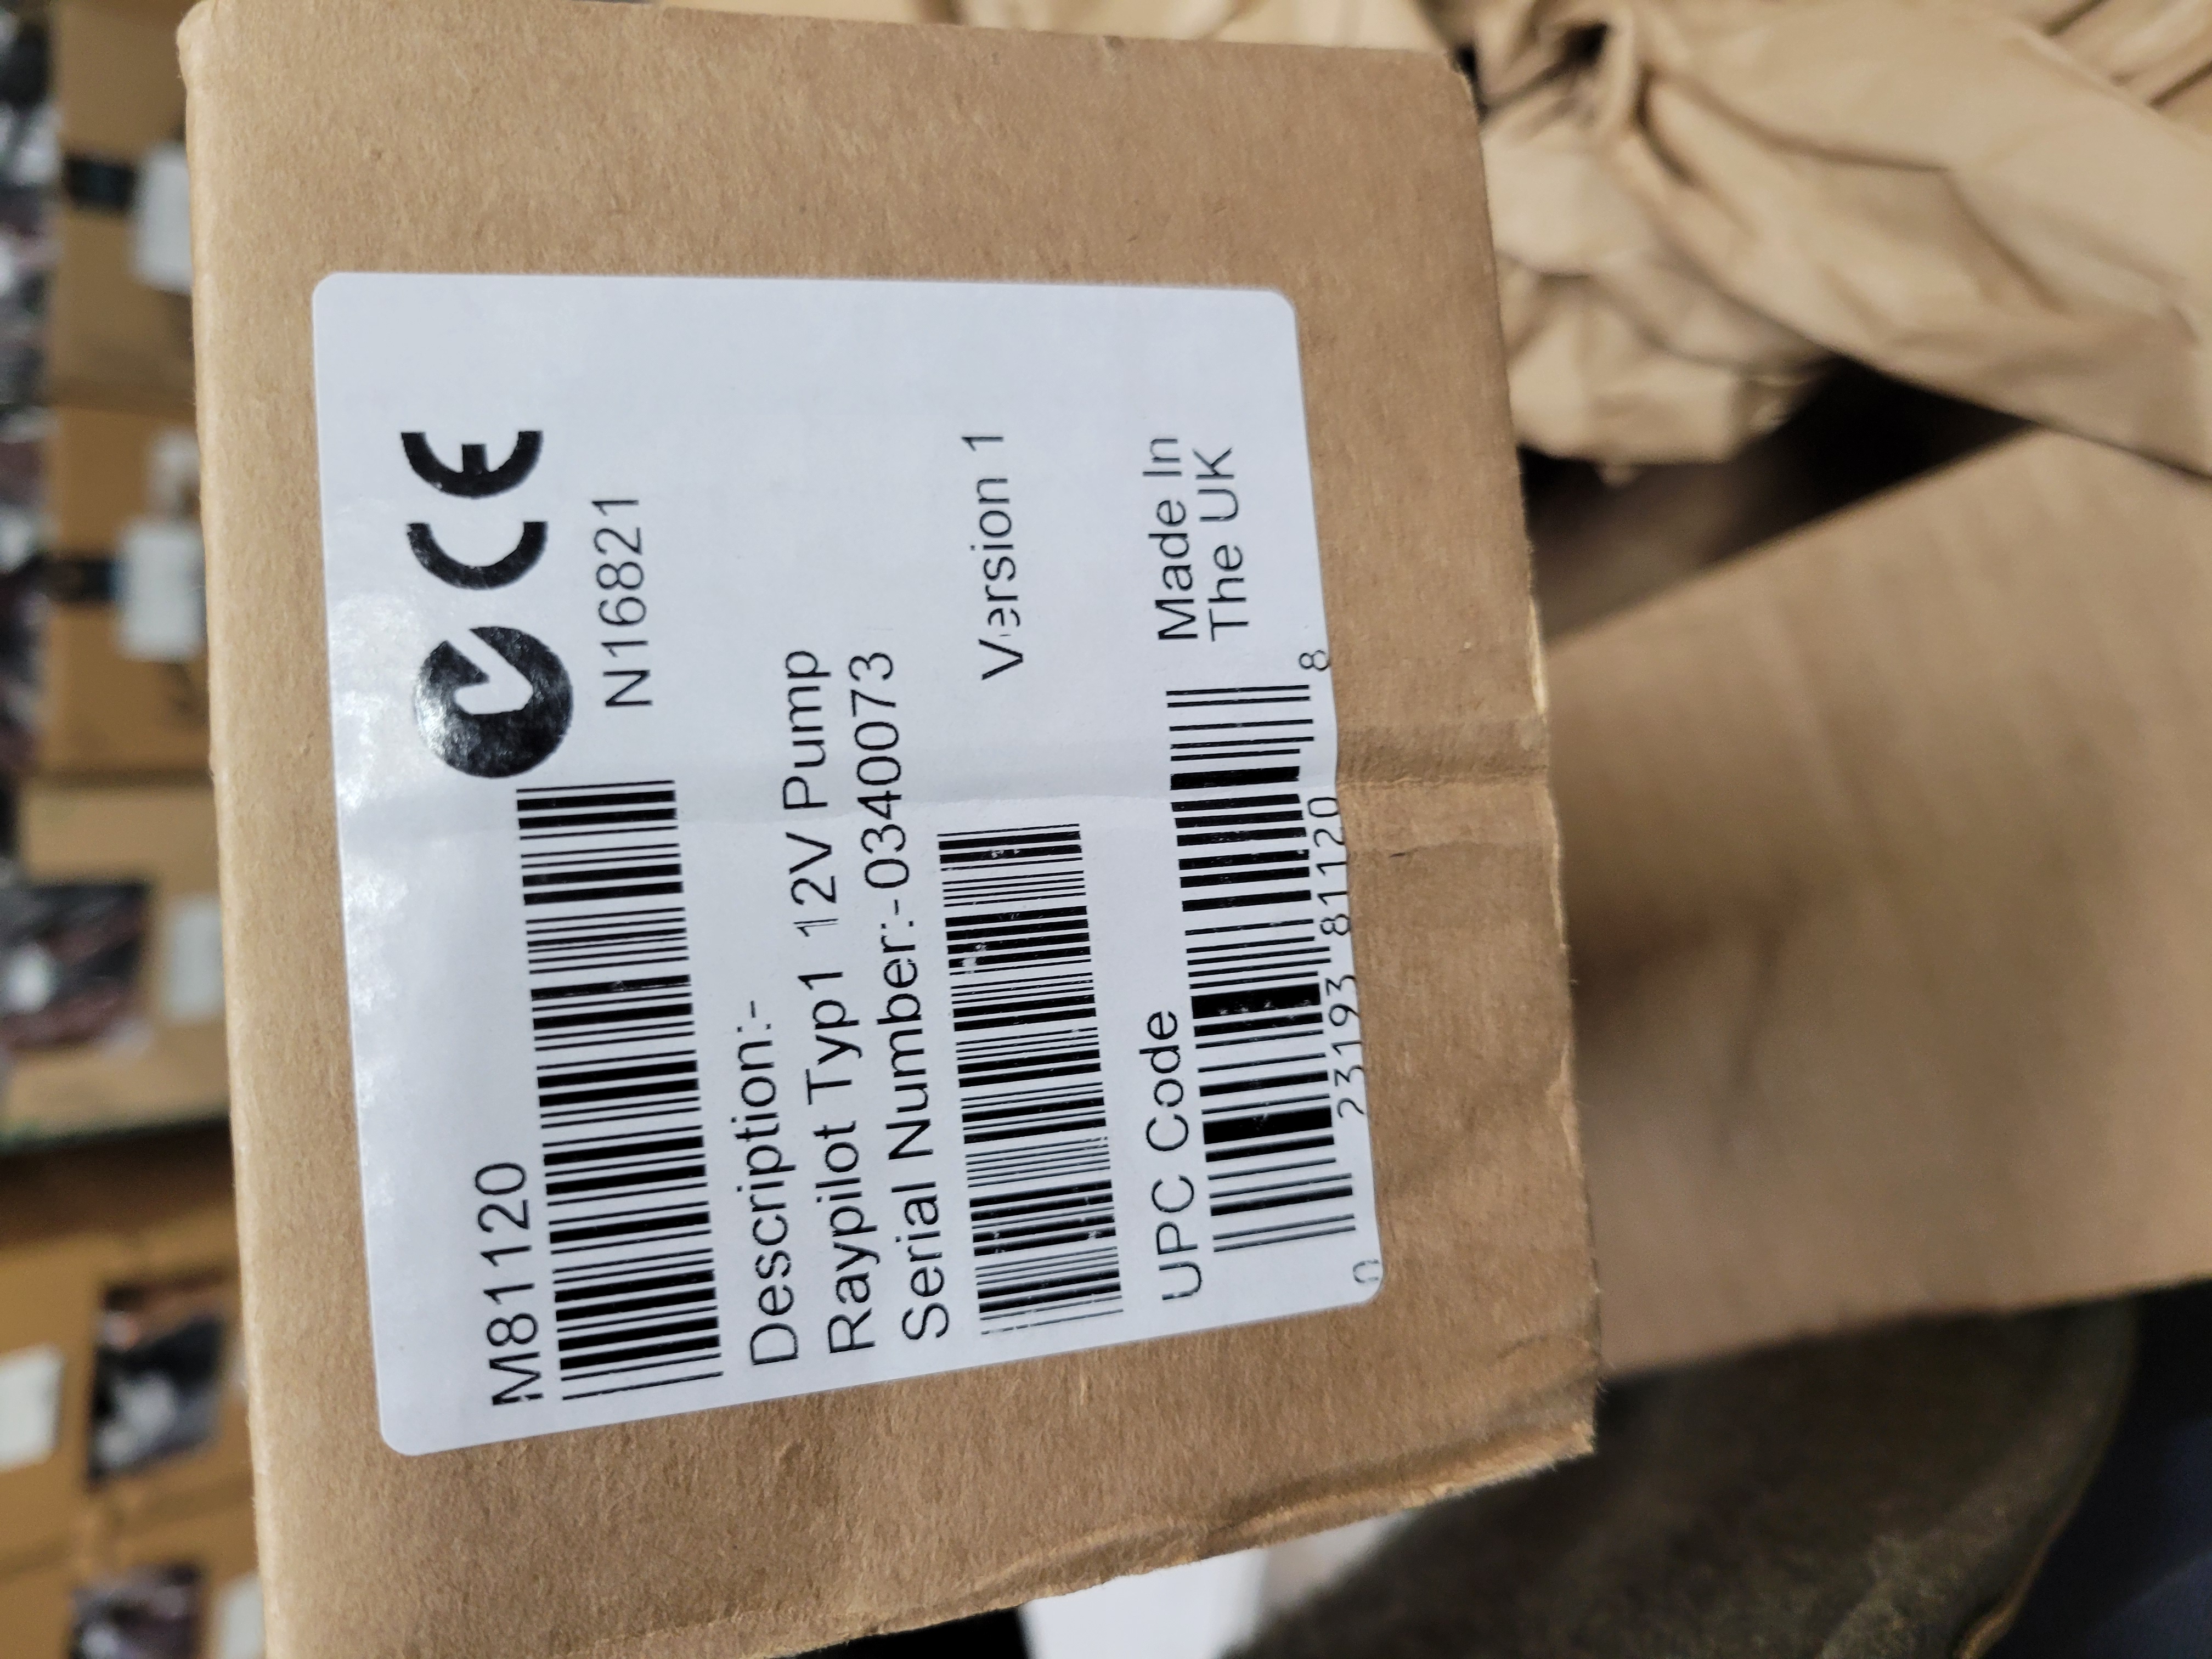 M81120
CE
N16821
Description:-
Raypilot Typ1 12V Pump
Serial Number:-0340073
Version 1
UPC Code
Made In
The UK
0 23193 81120 8